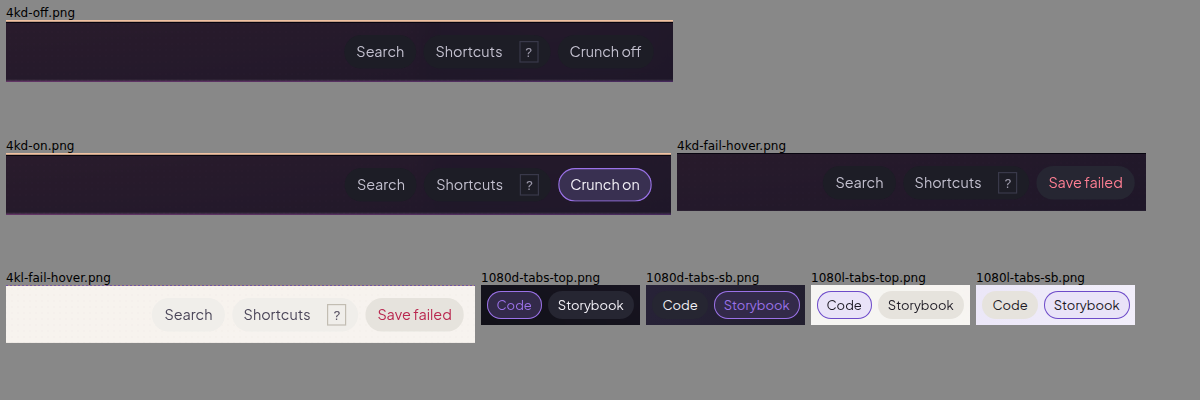 4kd-off.png
Search Shortcuts ? Crunch off
4kd-on.png 4kd-fail-hover.png
Search Shortcuts ? Crunch on Search Shortcuts ? Save failed
4kl-fail-hover.png 1080d-tabs-top.png 1080d-tabs-sb.png 1080l-tabs-top.png 1080l-tabs-sb.png
Search Shortcuts ? Save failed Code Storybook Code Storybook Code Storybook Code Storybook